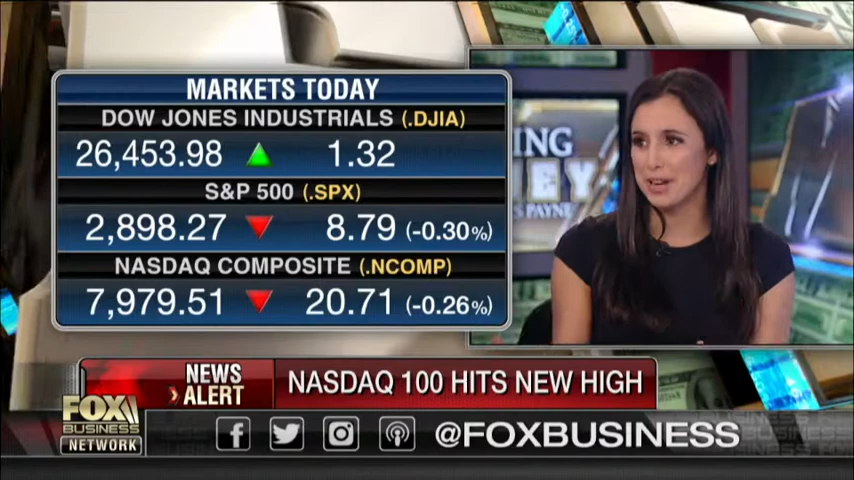 MARKETS TODAY
DOW JONES INDUSTRIALS (.DJIA)
26,453.98 1.32
S&P 500 (.SPX)
2,898.27 8.79 (-0.30%)
NASDAQ COMPOSITE (.NCOMP)
7,979.51 20.71 (-0.26%)
PAYNE
NEWS
ALERT
NASDAQ 100 HITS NEW HIGH
FOX
BUSINESS
NETWORK
@FOXBUSINESS
BUSINESS